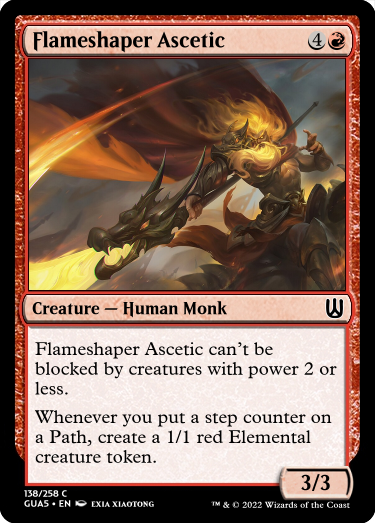 Flameshaper Ascetic 4
Creature — Human Monk
Flameshaper Ascetic can't be
blocked by creatures with power 2 or
less.
Whenever you put a step counter on
a Path, create a 1/1 red Elemental
creature token.
3/3
138/258 C
GUA5 • EN EXIA XIAOTONG
™ & © 2022 Wizards of the Coast